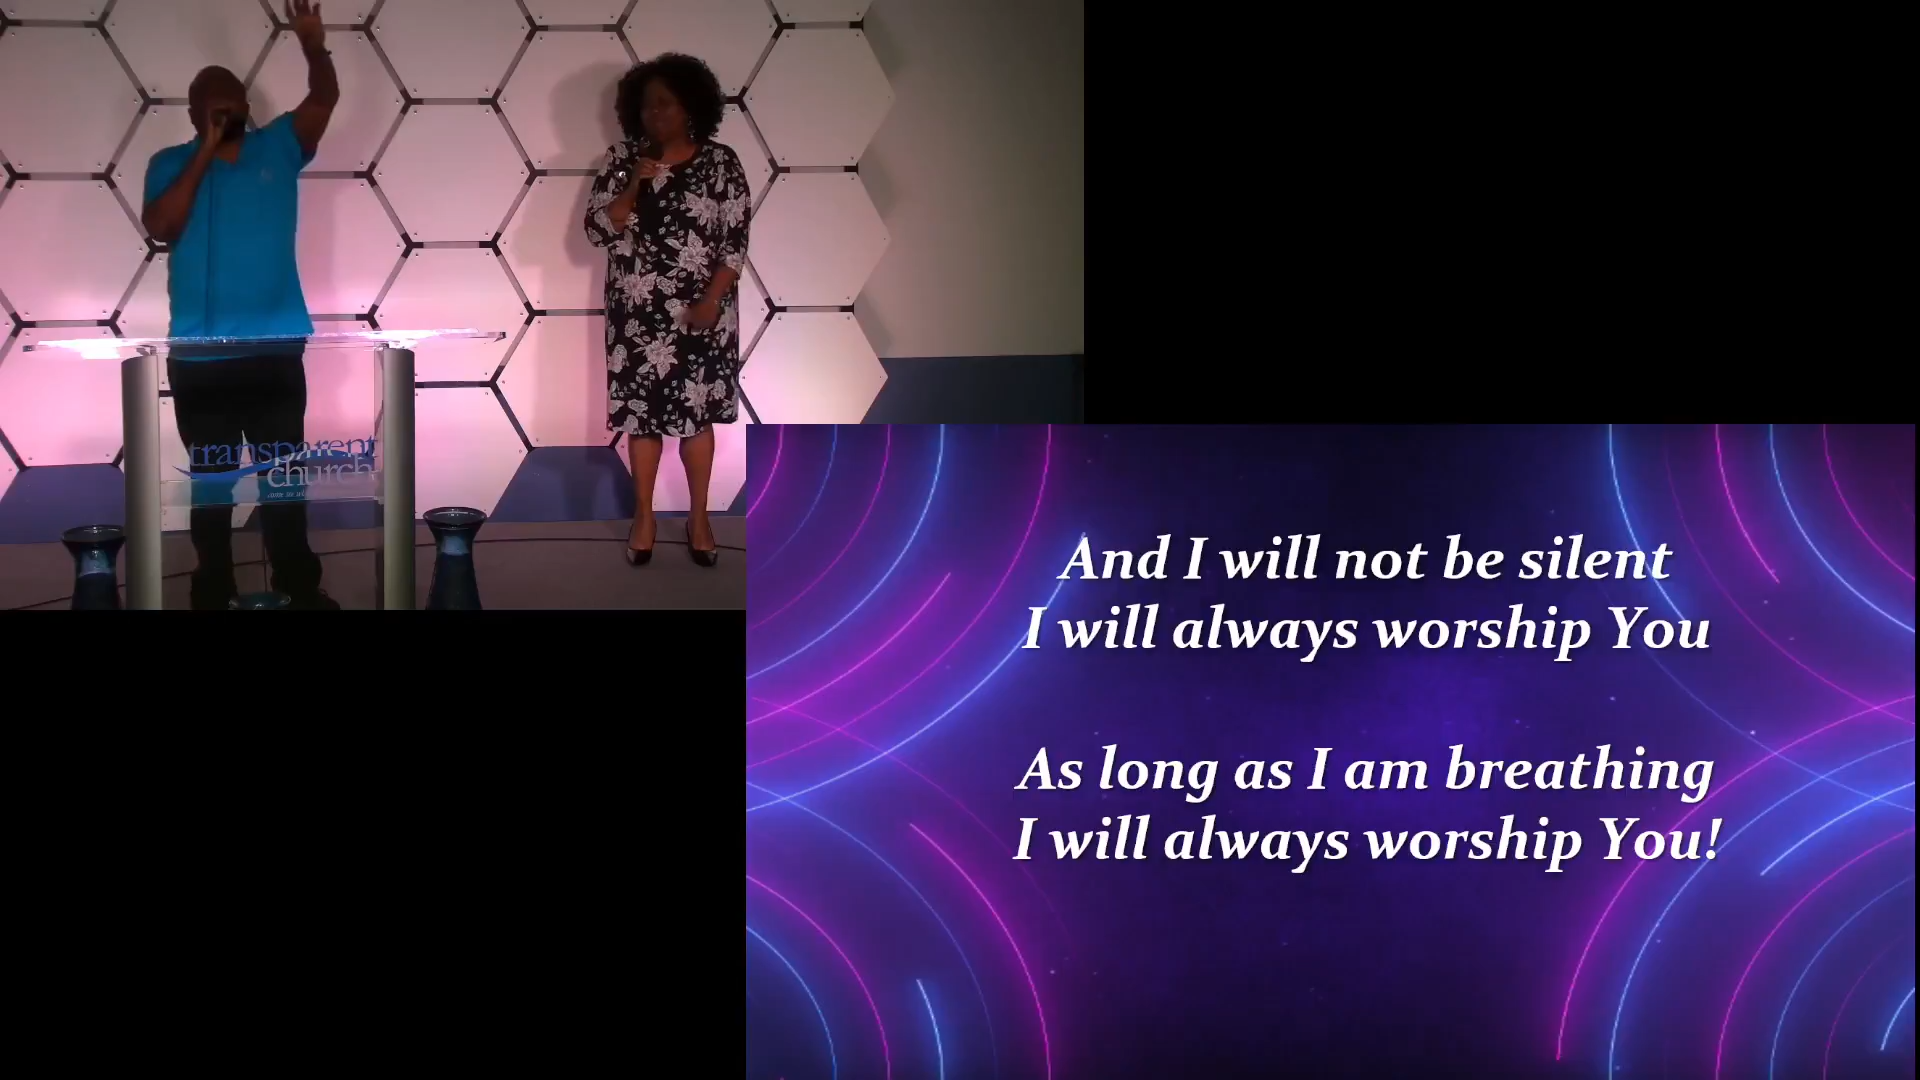 transparent
church
And I will not be silent
I will always worship You
As long as I am breathing
I will always worship You!